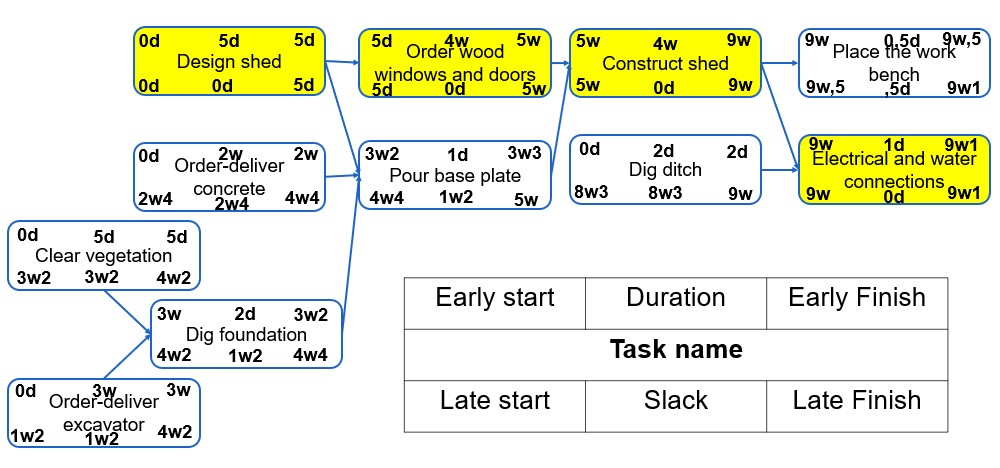 0d 5d 5d
Design shed
0d 0d 5d
5d 4w 5w
Order wood
windows and doors
5d 0d 5w
5w 4w 9w
Construct shed
5w 0d 9w
9w 0,5d 9w,5
Place the work
bench
9w,5 ,5d 9w1
0d 2w 2w
Order-deliver
concrete
2w4 2w4 4w4
3w2 1d 3w3
Pour base plate
4w4 1w2 5w
0d 2d 2d
Dig ditch
8w3 8w3 9w
9w 1d 9w1
Electrical and water
connections
9w 0d 9w1
0d 5d 5d
Clear vegetation
3w2 3w2 4w2
3w 2d 3w2
Dig foundation
4w2 1w2 4w4
0d 3w 3w
Order-deliver
excavator
1w2 1w2 4w2
Early start Duration Early Finish
Task name
Late start Slack Late Finish